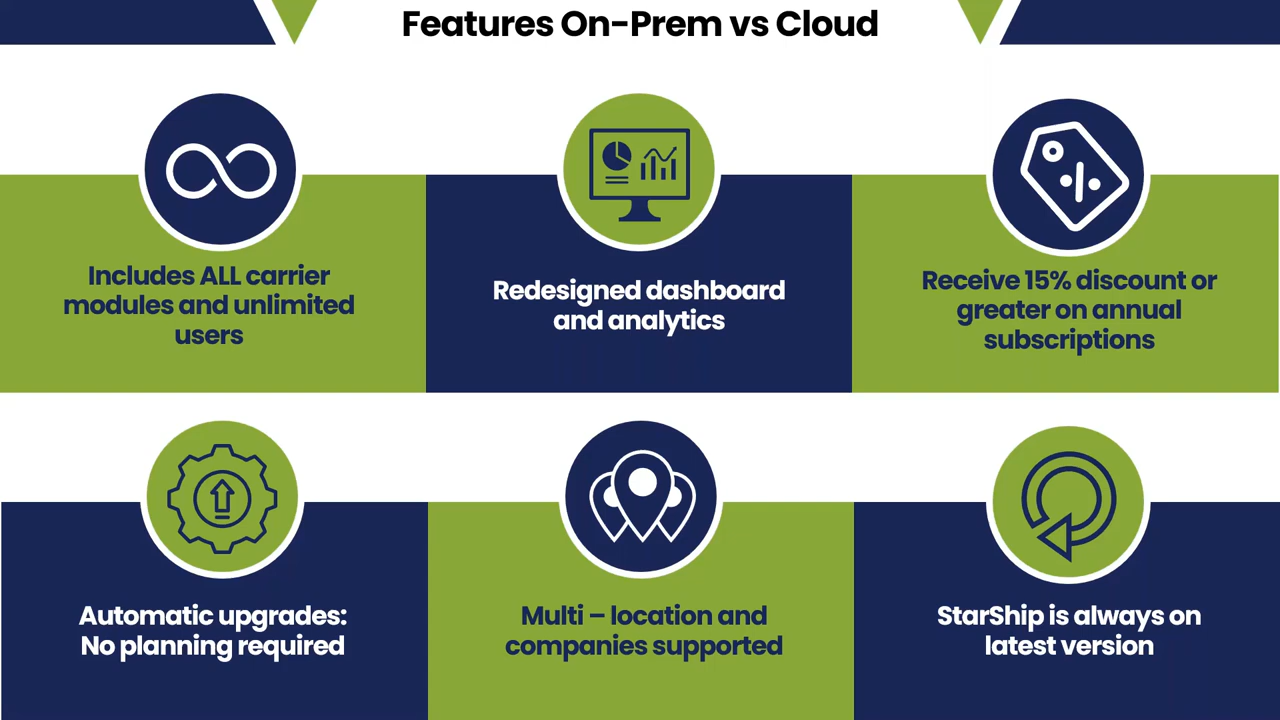 Features On-Prem vs Cloud
Includes ALL carrier
modules and unlimited
users
Redesigned dashboard
and analytics
Receive 15% discount or
greater on annual
subscriptions
Automatic upgrades:
No planning required
Multi – location and
companies supported
StarShip is always on
latest version